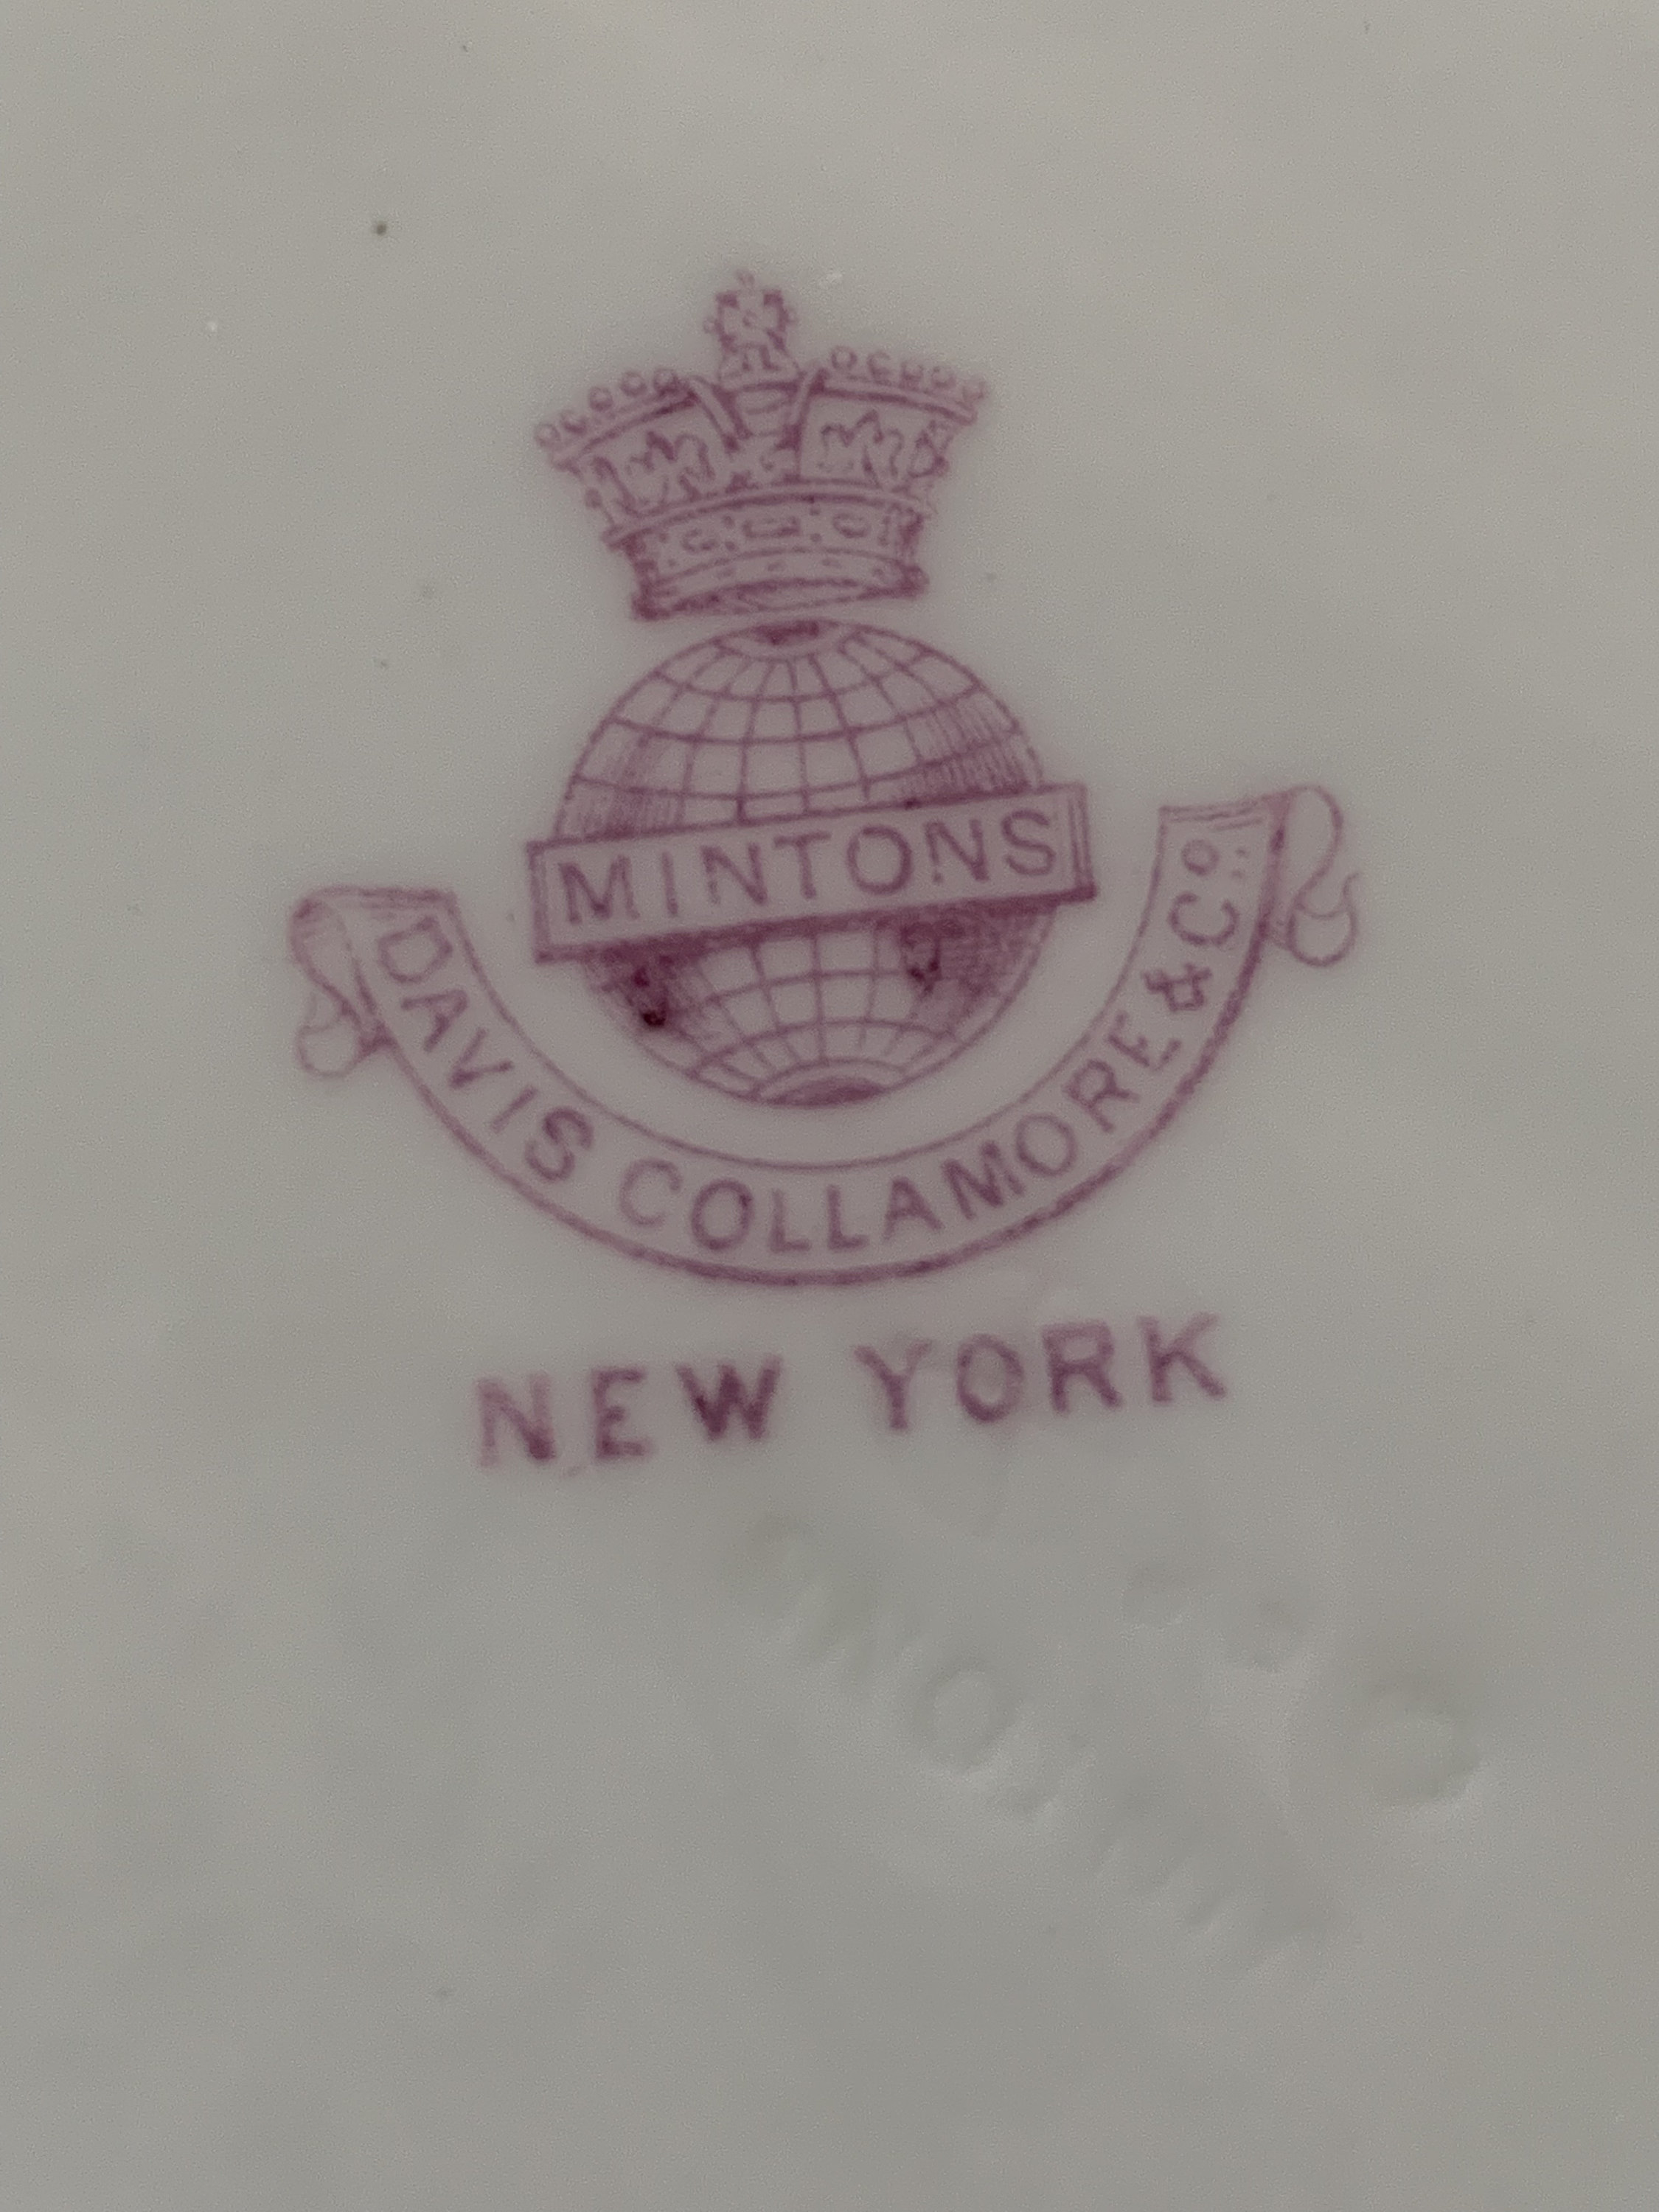 MINTONS
DAVIS COLLAMORE & Cº.
NEW YORK